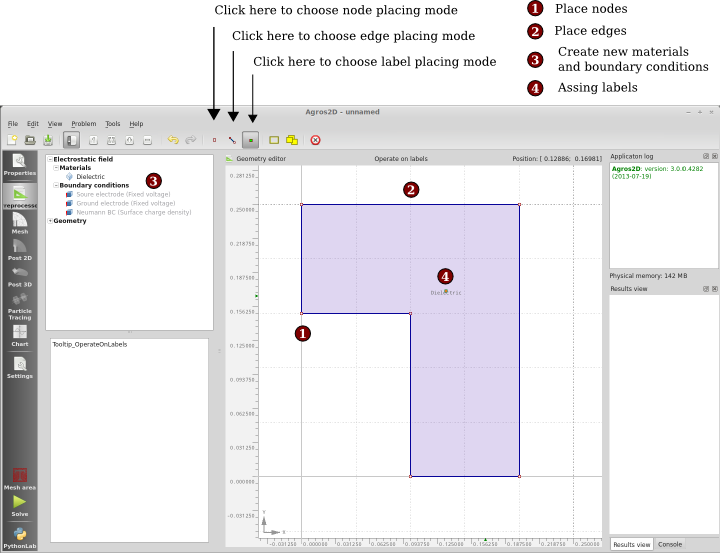 Click here to choose node placing mode
Click here to choose edge placing mode
Click here to choose label placing mode
1 Place nodes
2 Place edges
3 Create new materials
and boundary conditions
4 Assing labels
Agros2D – unnamed
File Edit View Problem Tools Help
Properties
reprocesso
Mesh
Post 2D
Post 3D
Particle
Tracing
Chart
Settings
Mesh area
Solve
PythonLab
Electrostatic field
Materials
Dielectric
Boundary conditions
3
Soure electrode (Fixed voltage)
Ground electrode (Fixed voltage)
Neumann BC (Surface charge density)
Geometry
Tooltip_OperateOnLabels
Geometry editor
Operate on labels
Position: [ 0.12886; 0.16981]
0.281250
0.250000
0.218750
0.187500
0.156250
0.125000
0.093750
0.062500
0.031250
0.000000
-0.031250
2
4
Dielectric
1
Y
X
-0.031250 0.000000 0.031250 0.062500 0.093750 0.125000 0.156250 0.187500 0.218750 0.250000
Applicaton log
Agros2D: version: 3.0.0.4282
(2013-07-19)
Physical memory: 142 MB
Results view
Results view Console